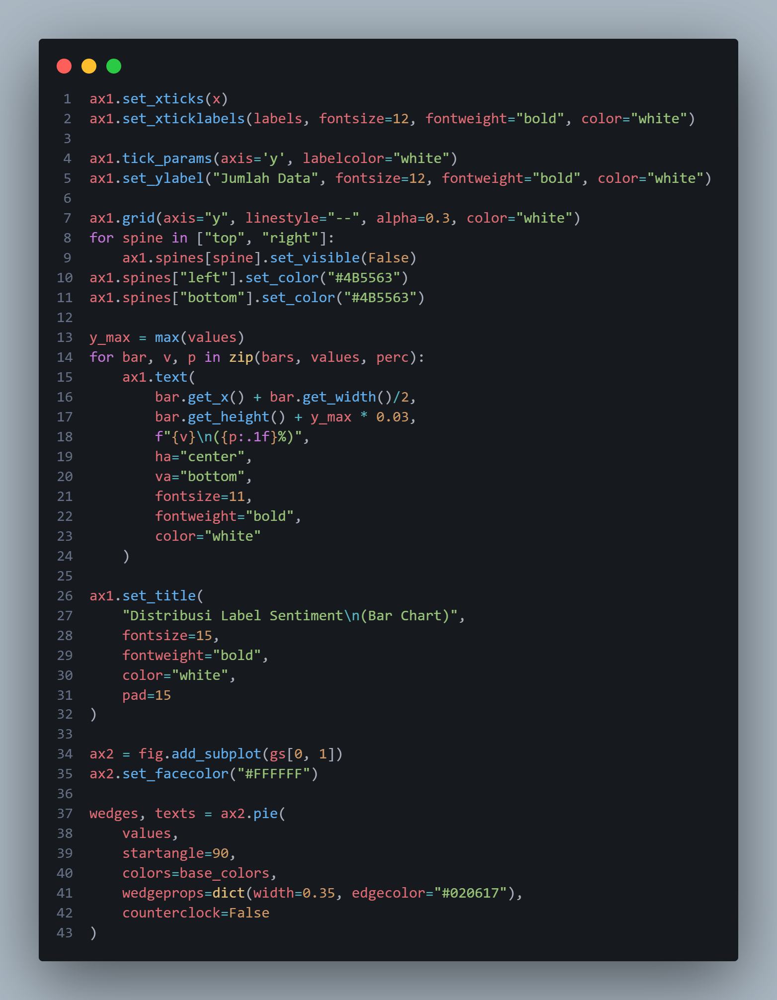 1 ax1.set_xticks(x)
2 ax1.set_xticklabels(labels, fontsize=12, fontweight="bold", color="white")
3
4 ax1.tick_params(axis='y', labelcolor="white")
5 ax1.set_ylabel("Jumlah Data", fontsize=12, fontweight="bold", color="white")
6
7 ax1.grid(axis="y", linestyle="--", alpha=0.3, color="white")
8 for spine in ["top", "right"]:
9     ax1.spines[spine].set_visible(False)
10 ax1.spines["left"].set_color("#4B5563")
11 ax1.spines["bottom"].set_color("#4B5563")
12
13 y_max = max(values)
14 for bar, v, p in zip(bars, values, perc):
15     ax1.text(
16         bar.get_x() + bar.get_width()/2,
17         bar.get_height() + y_max * 0.03,
18         f"{v}\n({p:.1f}%)",
19         ha="center",
20         va="bottom",
21         fontsize=11,
22         fontweight="bold",
23         color="white"
24     )
25
26 ax1.set_title(
27     "Distribusi Label Sentiment\n(Bar Chart)",
28     fontsize=15,
29     fontweight="bold",
30     color="white",
31     pad=15
32 )
33
34 ax2 = fig.add_subplot(gs[0, 1])
35 ax2.set_facecolor("#FFFFFF")
36
37 wedges, texts = ax2.pie(
38     values,
39     startangle=90,
40     colors=base_colors,
41     wedgeprops=dict(width=0.35, edgecolor="#020617"),
42     counterclock=False
43 )